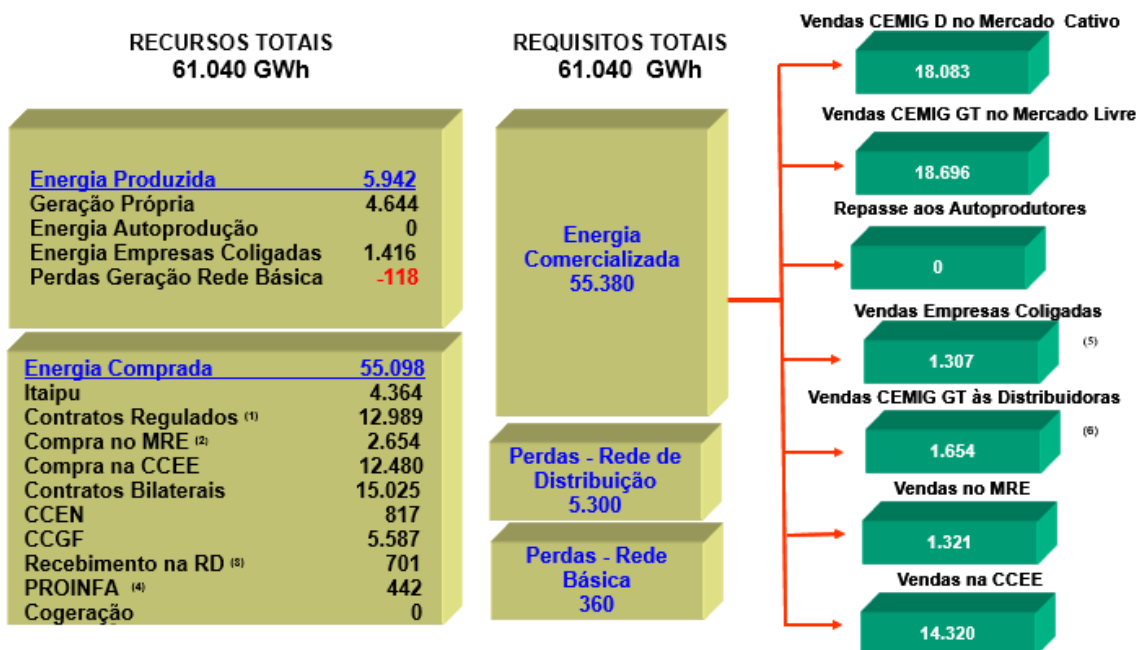 RECURSOS TOTAIS
61.040 GWh
Energia Produzida 5.942
Geração Própria 4.644
Energia Autoprodução 0
Energia Empresas Coligadas 1.416
Perdas Geração Rede Básica -118
Energia Comprada 55.098
Itaipu 4.364
Contratos Regulados (1) 12.989
Compra no MRE (2) 2.654
Compra na CCEE 12.480
Contratos Bilaterais 15.025
CCEN 817
CCGF 5.587
Recebimento na RD (3) 701
PROINFA (4) 442
Cogeração 0
REQUISITOS TOTAIS
61.040 GWh
Energia
Comercializada
55.380
Perdas - Rede de
Distribuição
5.300
Perdas - Rede
Básica
360
Vendas CEMIG D no Mercado Cativo
18.083
Vendas CEMIG GT no Mercado Livre
18.696
Repasse aos Autoprodutores
0
Vendas Empresas Coligadas
(5)
1.307
Vendas CEMIG GT às Distribuidoras
(6)
1.654
Vendas no MRE
1.321
Vendas na CCEE
14.320